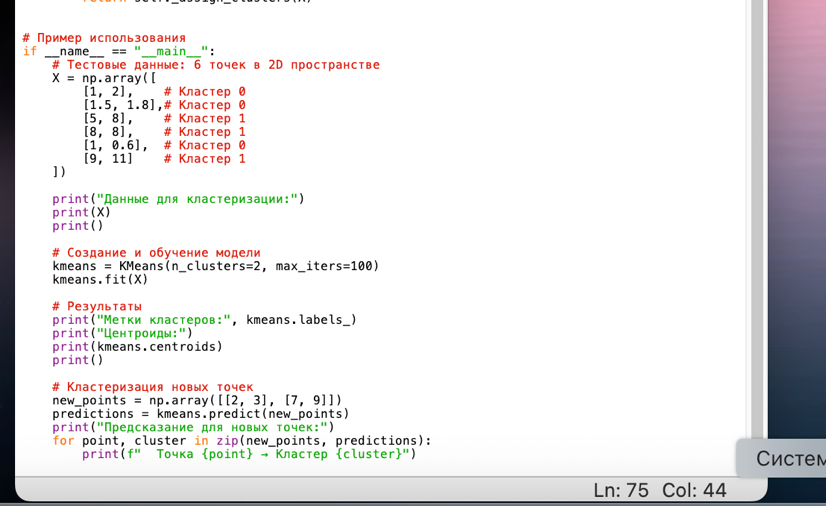 return self._assign_clusters(X)
# Пример использования
if __name__ == "__main__":
    # Тестовые данные: 6 точек в 2D пространстве
    X = np.array([
        [1, 2],    # Кластер 0
        [1.5, 1.8],# Кластер 0
        [5, 8],    # Кластер 1
        [8, 8],    # Кластер 1
        [1, 0.6],  # Кластер 0
        [9, 11]    # Кластер 1
    ])
    print("Данные для кластеризации:")
    print(X)
    print()
    # Создание и обучение модели
    kmeans = KMeans(n_clusters=2, max_iters=100)
    kmeans.fit(X)
    # Результаты
    print("Метки кластеров:", kmeans.labels_)
    print("Центроиды:")
    print(kmeans.centroids)
    print()
    # Кластеризация новых точек
    new_points = np.array([[2, 3], [7, 9]])
    predictions = kmeans.predict(new_points)
    print("Предсказание для новых точек:")
    for point, cluster in zip(new_points, predictions):
        print(f"  Точка {point} → Кластер {cluster}")
Систем
Ln: 75 Col: 44